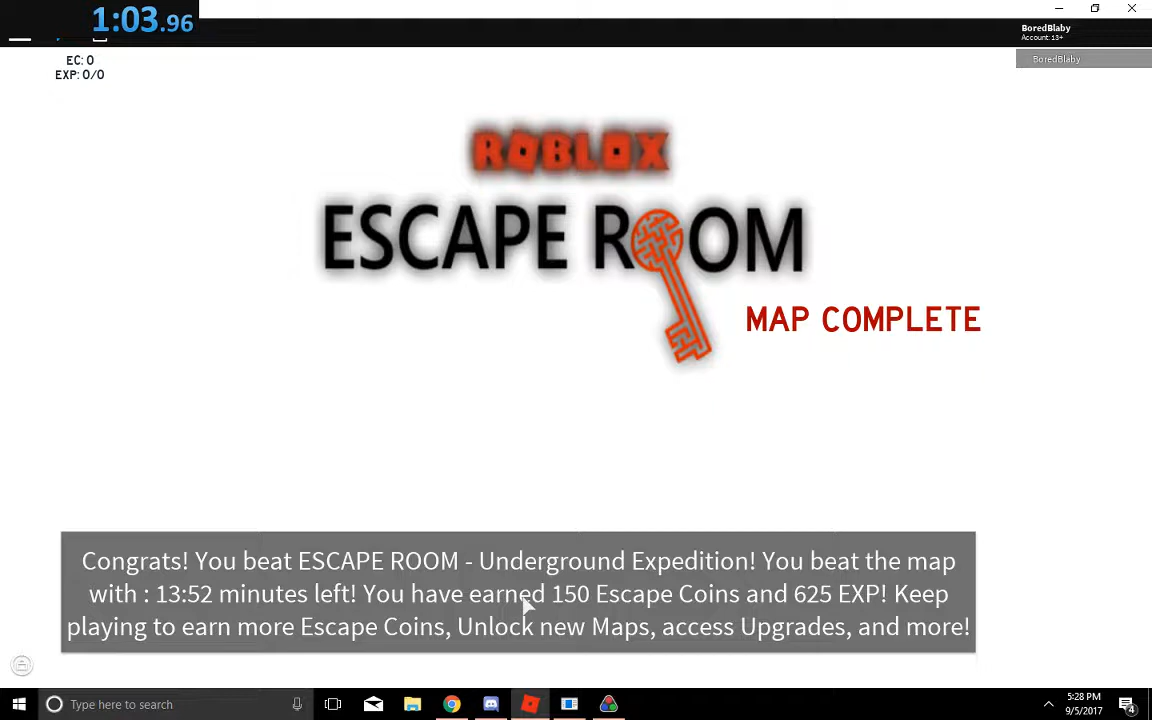 1:03.96
BoredBlaby
Account: 13+
BoredBlaby
EC: 0
EXP: 0/0
ROBLOX
ESCAPE ROOM
MAP COMPLETE
Congrats! You beat ESCAPE ROOM - Underground Expedition! You beat the map
with : 13:52 minutes left! You have earned 150 Escape Coins and 625 EXP! Keep
playing to earn more Escape Coins, Unlock new Maps, access Upgrades, and more!
Type here to search
5:28 PM
9/5/2017
4